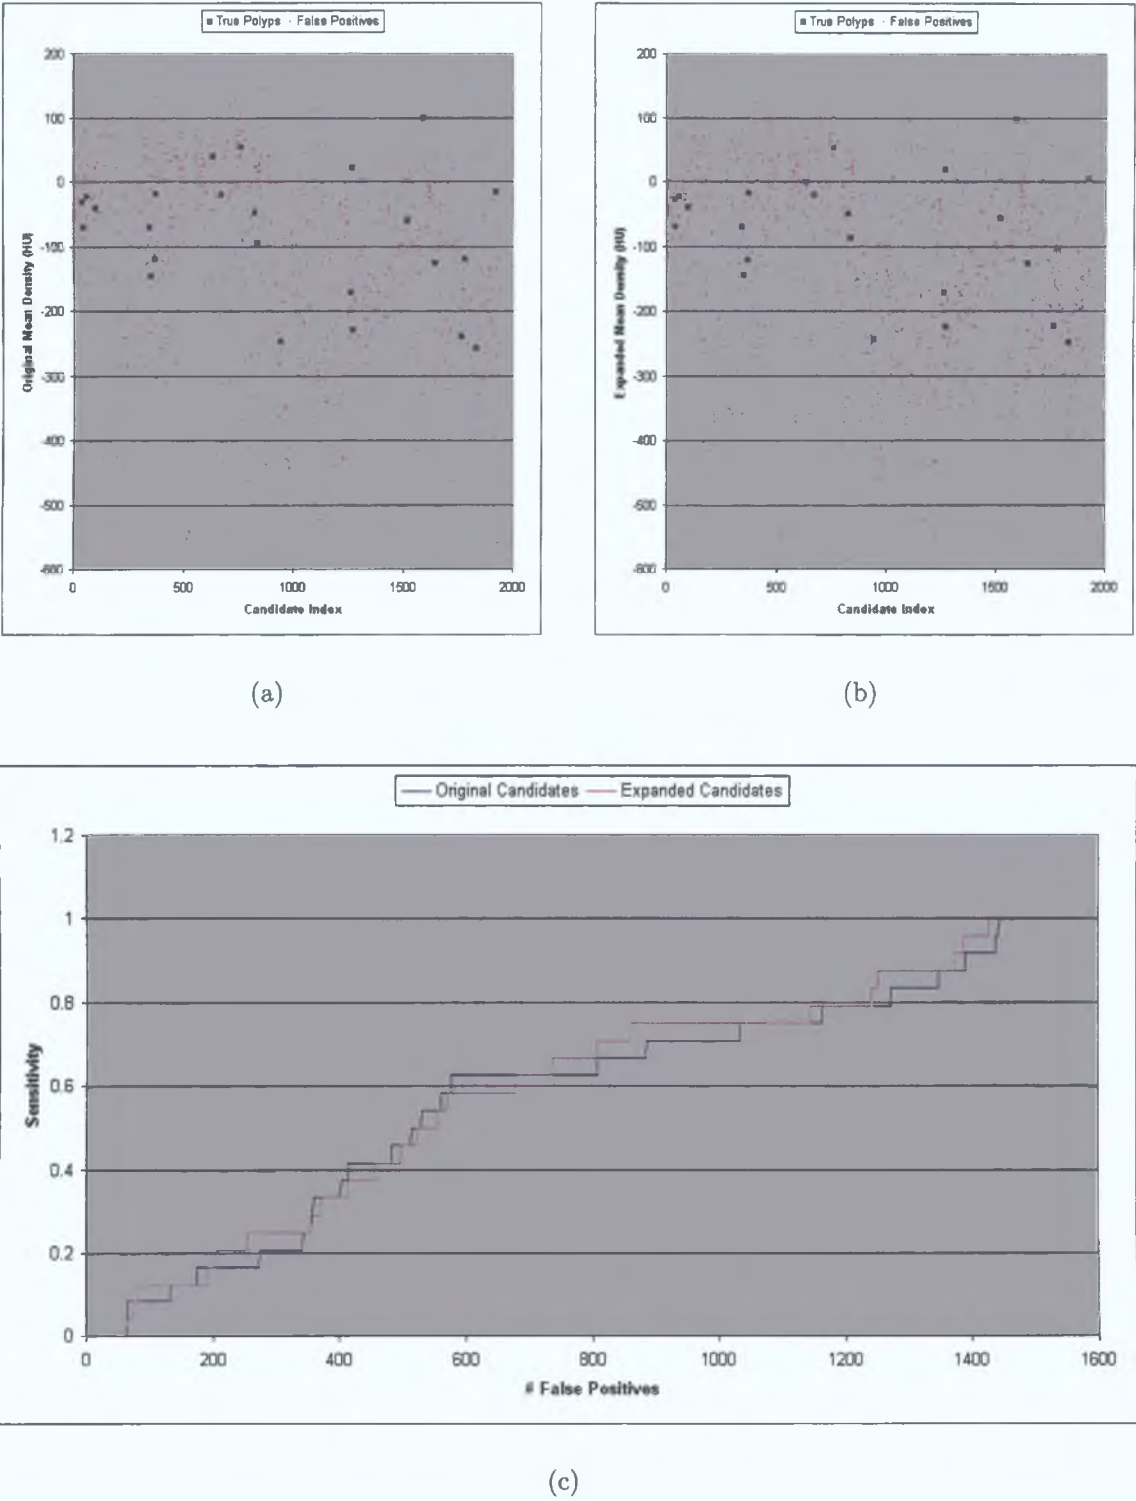 True Polyps False Positives
200
100
0
-100
-200
-300
-400
-500
-600
Original Mean Density (HU)
0 500 1000 1500 2000
Candidate Index
(a)
True Polyps False Positives
200
100
0
-100
-200
-300
-400
-500
-600
Expanded Mean Density (HU)
0 500 1000 1500 2000
Candidate Index
(b)
Original Candidates Expanded Candidates
1.2
1
0.8
0.6
0.4
0.2
0
Sensitivity
0 200 400 600 800 1000 1200 1400 1600
# False Positives
(c)